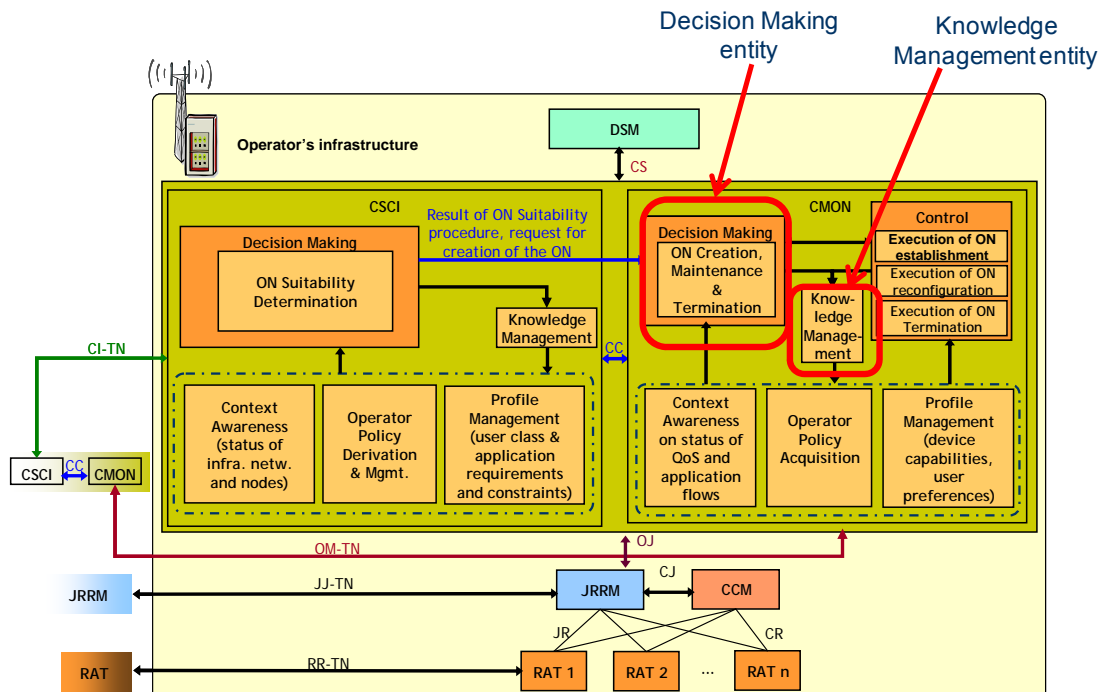 Decision Making
entity
Knowledge
Management entity
Operator's infrastructure
DSM
CS
CSCI
CMON
Result of ON Suitability
procedure, request for
creation of the ON
Decision Making
ON Suitability
Determination
Knowledge
Management
Decision Making
ON Creation,
Maintenance
&
Termination
Control
Execution of ON
establishment
Execution of ON
reconfiguration
Execution of ON
Termination
Know-
ledge
Manage-
ment
CC
CI-TN
Context
Awareness
(status of
infra. netw.
and nodes)
Operator
Policy
Derivation
& Mgmt.
Profile
Management
(user class &
application
requirements
and constraints)
Context
Awareness
on status of
QoS and
application
flows
Operator
Policy
Acquisition
Profile
Management
(device
capabilities,
user
preferences)
CSCI
CC
CMON
OM-TN
OJ
JRRM
JJ-TN
JRRM
CJ
CCM
JR
CR
RAT
RR-TN
RAT 1
RAT 2
...
RAT n